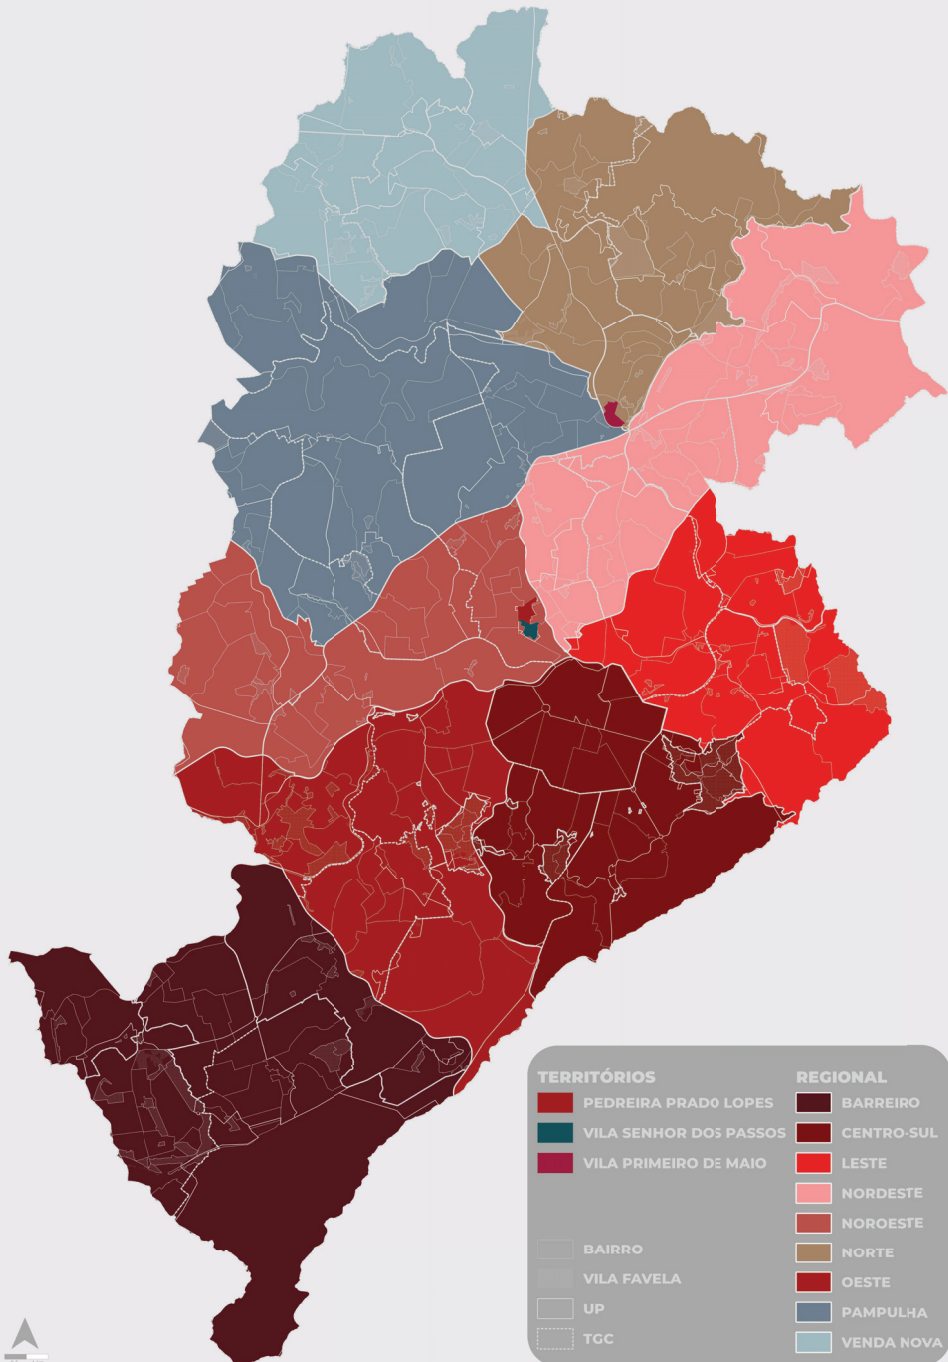 TERRITÓRIOS
PEDREIRA PRADO LOPES
VILA SENHOR DOS PASSOS
VILA PRIMEIRO DE MAIO
BAIRRO
VILA FAVELA
UP
TGC
REGIONAL
BARREIRO
CENTRO-SUL
LESTE
NORDESTE
NOROESTE
NORTE
OESTE
PAMPULHA
VENDA NOVA